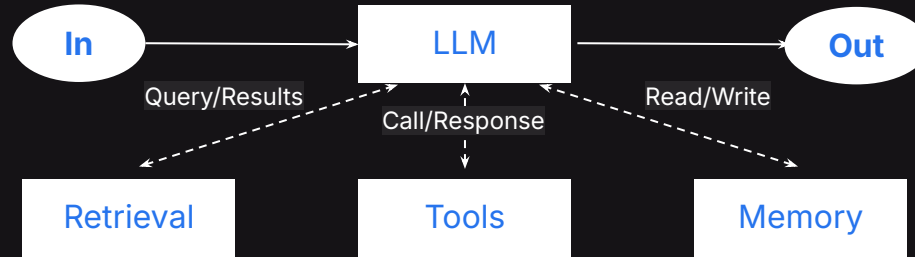 In
LLM
Out
Query/Results
Call/Response
Read/Write
Retrieval
Tools
Memory